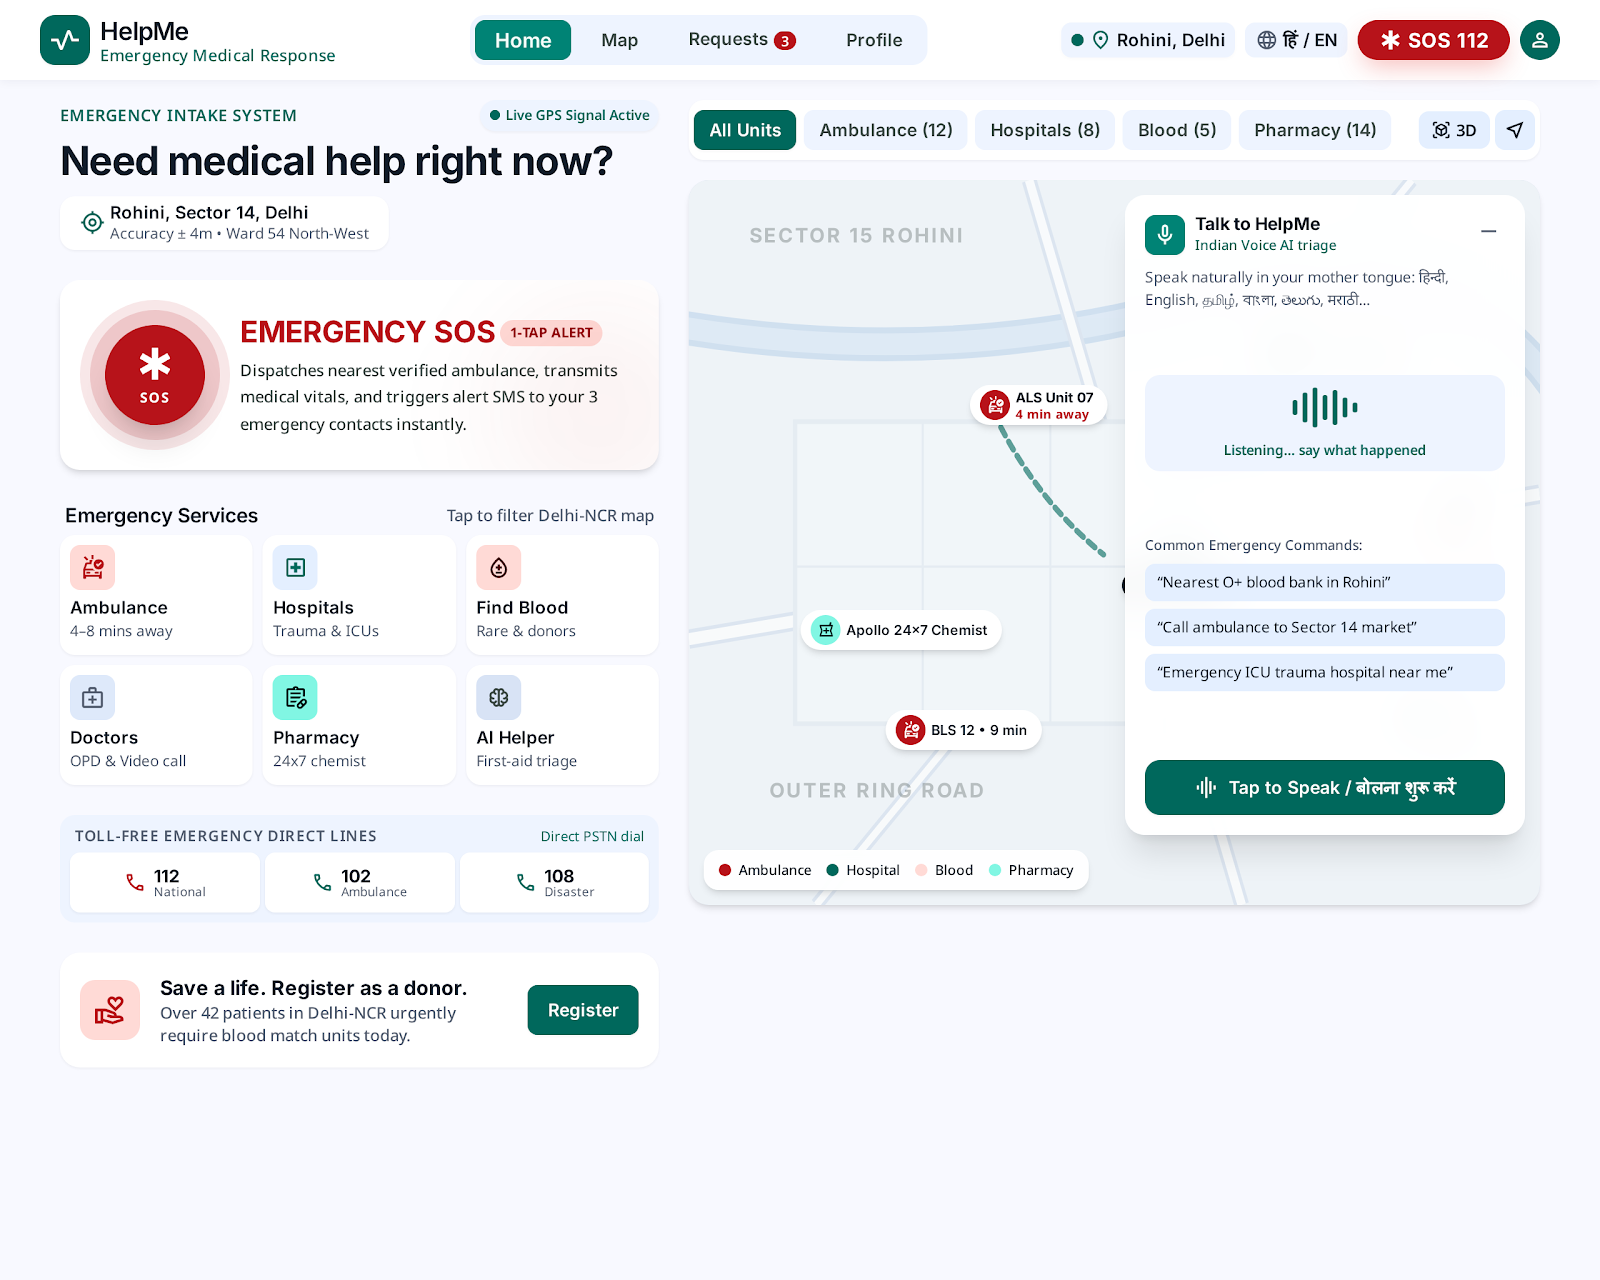 HelpMe
Emergency Medical Response
Home
Map
Requests 3
Profile
Rohini, Delhi
हिं / EN
SOS 112
EMERGENCY INTAKE SYSTEM
Live GPS Signal Active
Need medical help right now?
Rohini, Sector 14, Delhi
Accuracy ± 4m • Ward 54 North-West
SOS
EMERGENCY SOS
1-TAP ALERT
Dispatches nearest verified ambulance, transmits
medical vitals, and triggers alert SMS to your 3
emergency contacts instantly.
Emergency Services
Tap to filter Delhi-NCR map
Ambulance
4–8 mins away
Hospitals
Trauma & ICUs
Find Blood
Rare & donors
Doctors
OPD & Video call
Pharmacy
24x7 chemist
AI Helper
First-aid triage
TOLL-FREE EMERGENCY DIRECT LINES
Direct PSTN dial
112
National
102
Ambulance
108
Disaster
Save a life. Register as a donor.
Over 42 patients in Delhi-NCR urgently
require blood match units today.
Register
All Units
Ambulance (12)
Hospitals (8)
Blood (5)
Pharmacy (14)
3D
SECTOR 15 ROHINI
ALS Unit 07
4 min away
Apollo 24×7 Chemist
BLS 12 • 9 min
OUTER RING ROAD
Ambulance
Hospital
Blood
Pharmacy
Talk to HelpMe
Indian Voice AI triage
Speak naturally in your mother tongue: हिन्दी,
English, தமிழ், বাংলা, తెలుగు, मराठी...
Listening... say what happened
Common Emergency Commands:
“Nearest O+ blood bank in Rohini”
“Call ambulance to Sector 14 market”
“Emergency ICU trauma hospital near me”
Tap to Speak / बोलना शुरू करें